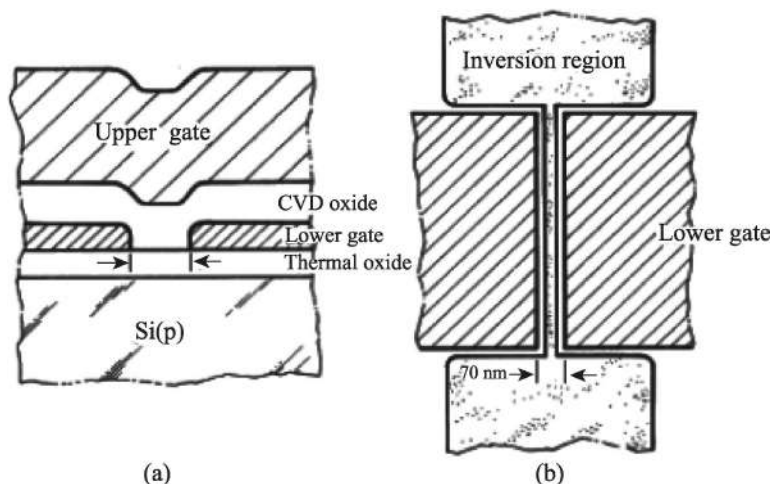 Upper gate
CVD oxide
Lower gate
Thermal oxide
Si(p)
(a)
Inversion region
Lower gate
70 nm
(b)